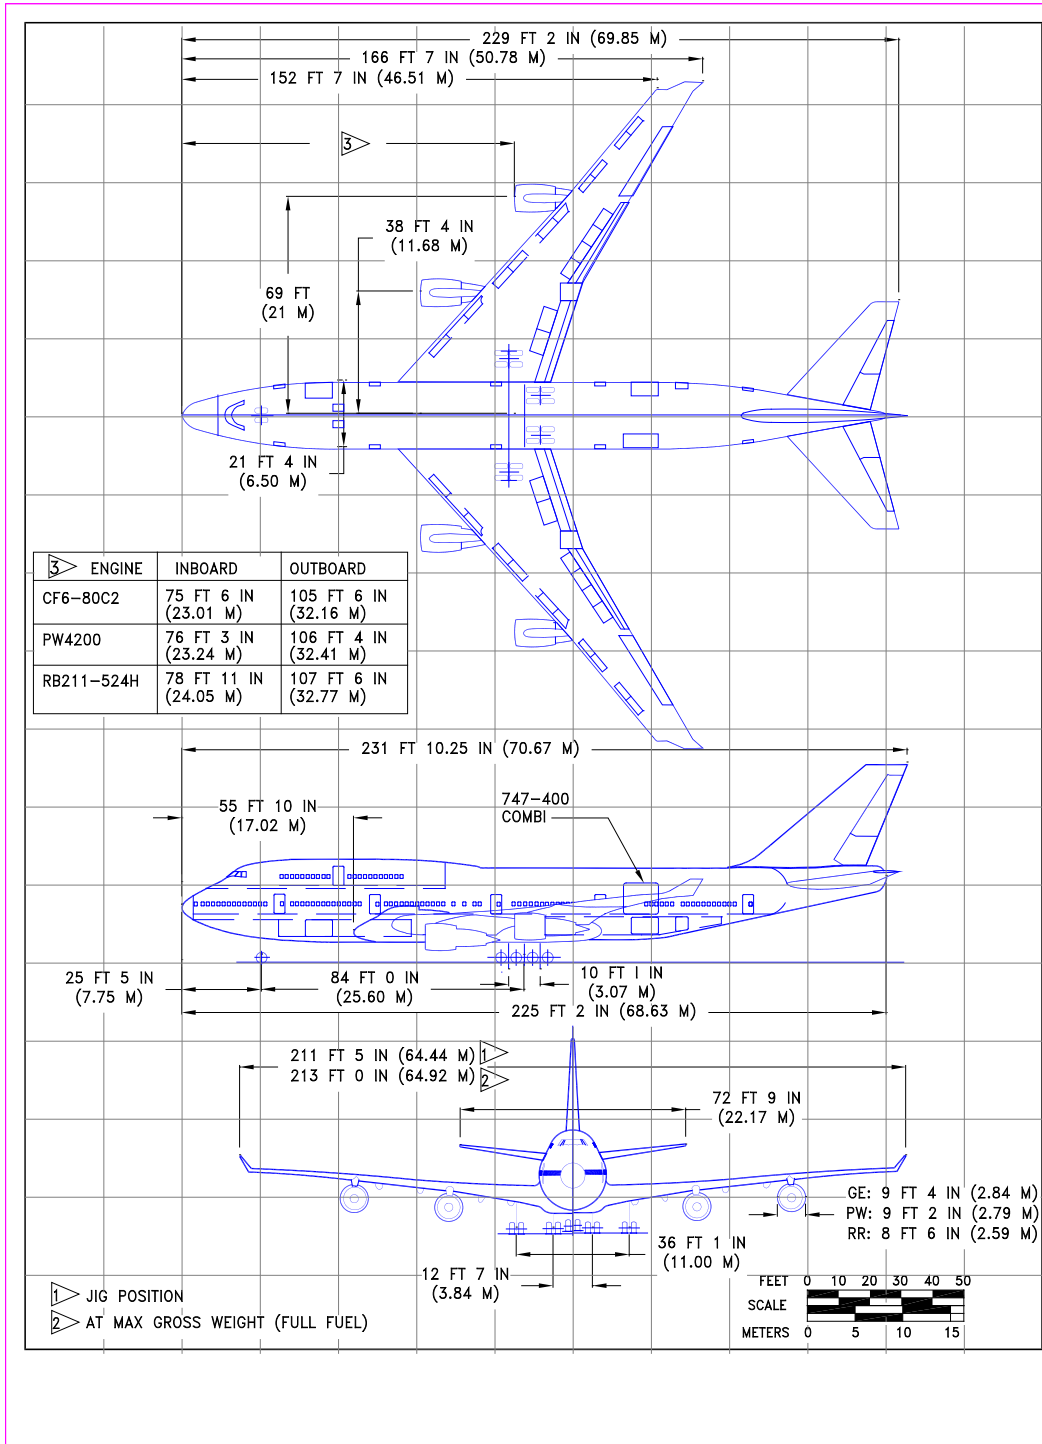 229 FT 2 IN (69.85 M)
166 FT 7 IN (50.78 M)
152 FT 7 IN (46.51 M)
3
38 FT 4 IN
(11.68 M)
69 FT
(21 M)
21 FT 4 IN
(6.50 M)
3 ENGINE INBOARD OUTBOARD
CF6-80C2 75 FT 6 IN 105 FT 6 IN
(23.01 M) (32.16 M)
PW4200 76 FT 3 IN 106 FT 4 IN
(23.24 M) (32.41 M)
RB211-524H 78 FT 11 IN 107 FT 6 IN
(24.05 M) (32.77 M)
231 FT 10.25 IN (70.67 M)
55 FT 10 IN
(17.02 M)
747-400
COMBI
25 FT 5 IN
(7.75 M)
84 FT 0 IN
(25.60 M)
10 FT I IN
(3.07 M)
225 FT 2 IN (68.63 M)
211 FT 5 IN (64.44 M) 1
213 FT 0 IN (64.92 M) 2
72 FT 9 IN
(22.17 M)
GE: 9 FT 4 IN (2.84 M)
PW: 9 FT 2 IN (2.79 M)
RR: 8 FT 6 IN (2.59 M)
36 FT 1 IN
(11.00 M)
12 FT 7 IN
(3.84 M)
1 JIG POSITION
2 AT MAX GROSS WEIGHT (FULL FUEL)
FEET 0 10 20 30 40 50
SCALE
METERS 0 5 10 15